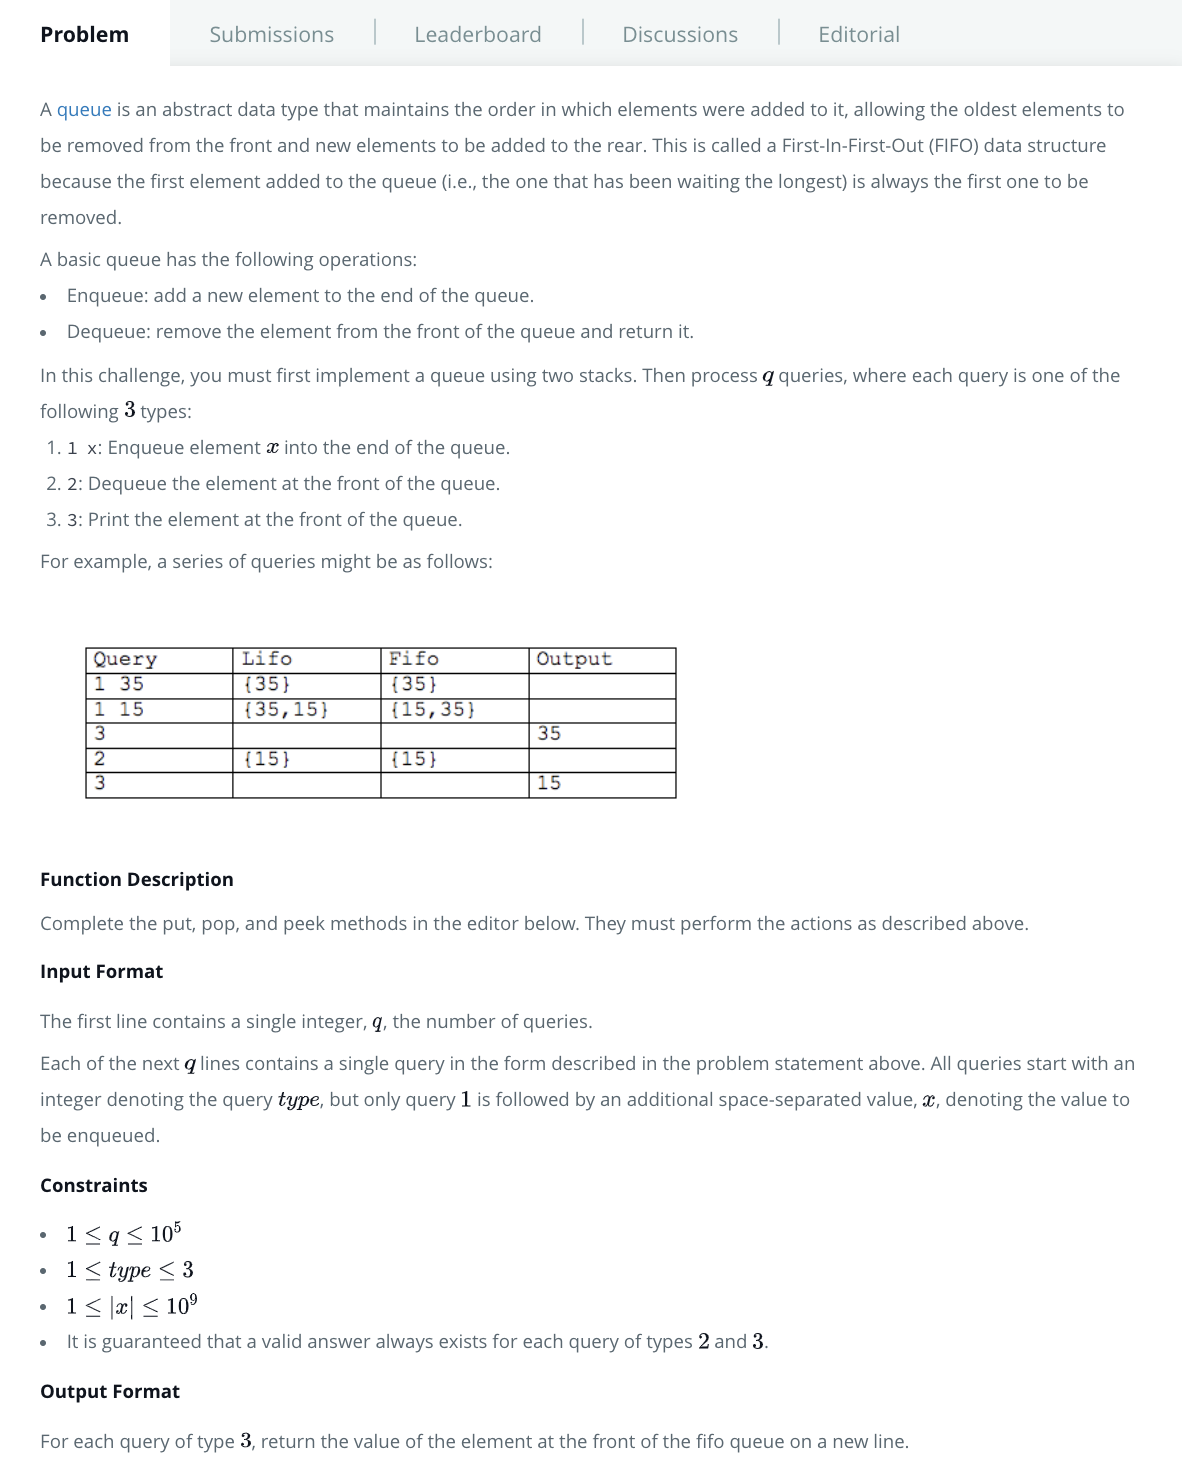 Problem Submissions | Leaderboard | Discussions | Editorial
A queue is an abstract data type that maintains the order in which elements were added to it, allowing the oldest elements to
be removed from the front and new elements to be added to the rear. This is called a First-In-First-Out (FIFO) data structure
because the first element added to the queue (i.e., the one that has been waiting the longest) is always the first one to be
removed.
A basic queue has the following operations:
• Enqueue: add a new element to the end of the queue.
• Dequeue: remove the element from the front of the queue and return it.
In this challenge, you must first implement a queue using two stacks. Then process q queries, where each query is one of the
following 3 types:
1. 1 x: Enqueue element x into the end of the queue.
2. 2: Dequeue the element at the front of the queue.
3. 3: Print the element at the front of the queue.
For example, a series of queries might be as follows:
Query Lifo Fifo Output
1 35 {35} {35}
1 15 {35,15} {15,35}
3 35
2 {15} {15}
3 15
Function Description
Complete the put, pop, and peek methods in the editor below. They must perform the actions as described above.
Input Format
The first line contains a single integer, q, the number of queries.
Each of the next q lines contains a single query in the form described in the problem statement above. All queries start with an
integer denoting the query type, but only query 1 is followed by an additional space-separated value, x, denoting the value to
be enqueued.
Constraints
• 1 ≤ q ≤ 10⁵
• 1 ≤ type ≤ 3
• 1 ≤ |x| ≤ 10⁹
• It is guaranteed that a valid answer always exists for each query of types 2 and 3.
Output Format
For each query of type 3, return the value of the element at the front of the fifo queue on a new line.